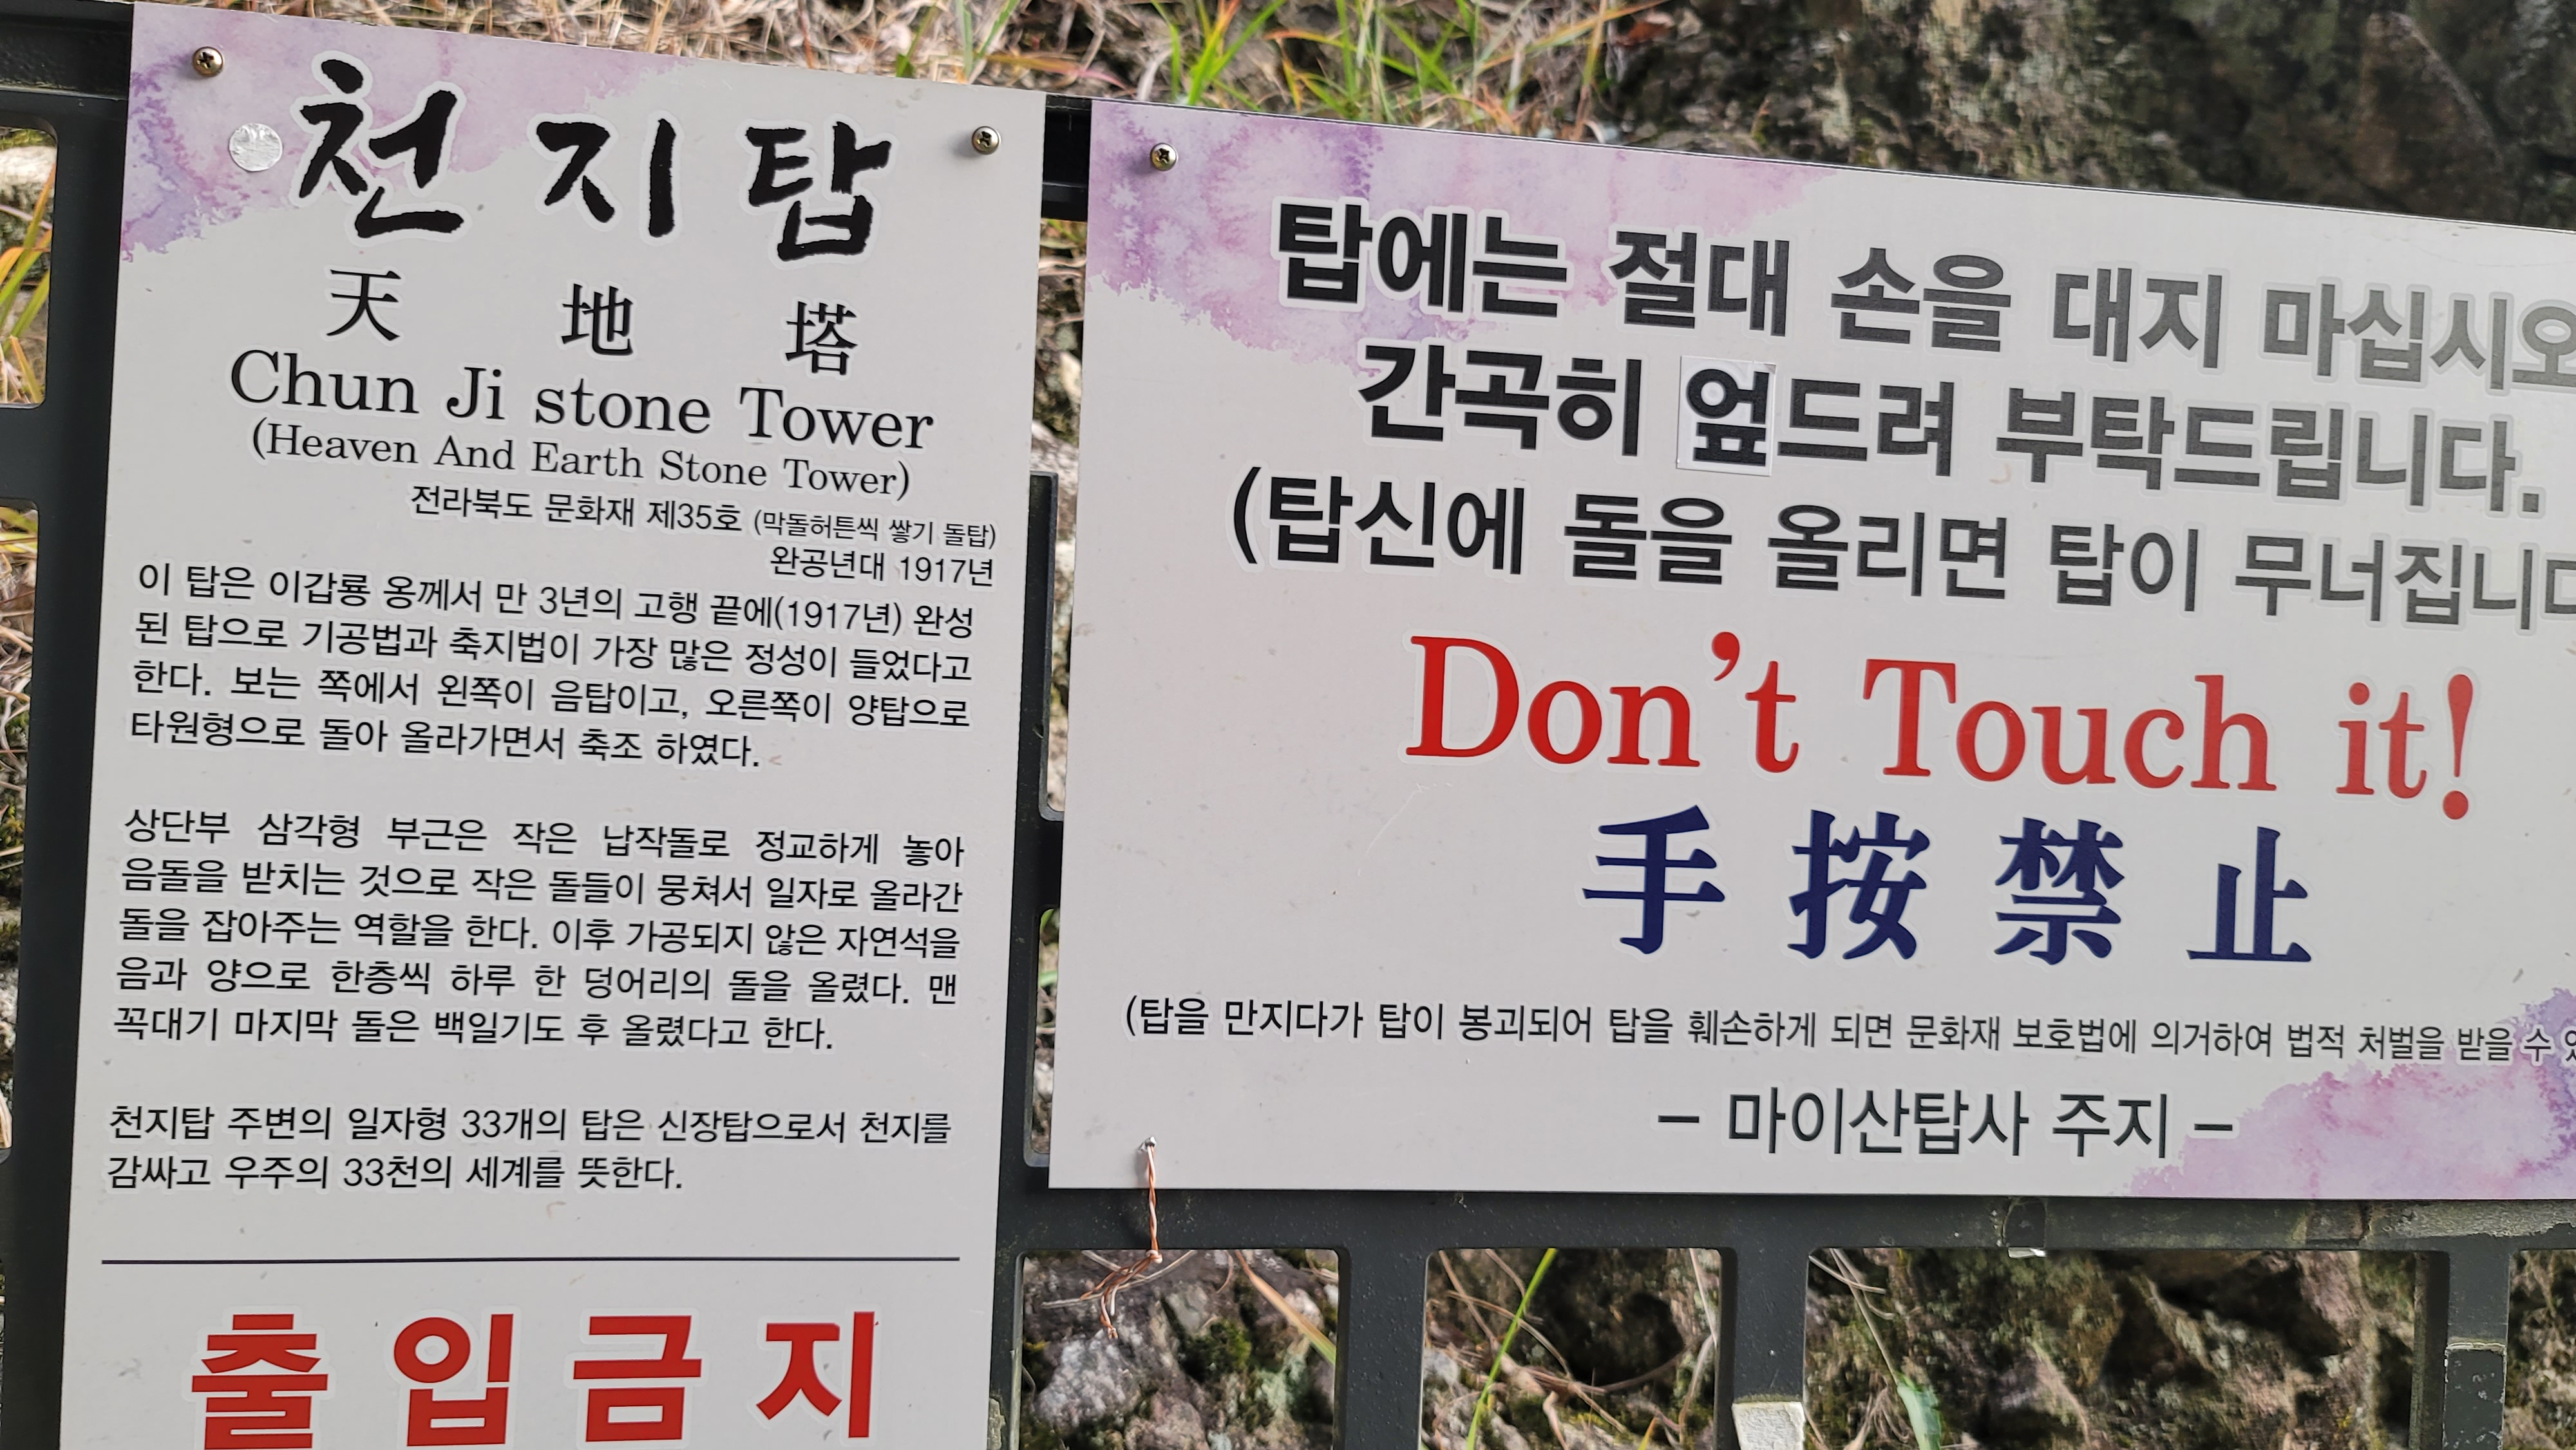 천지탑
天地塔
Chun Ji stone Tower
(Heaven And Earth Stone Tower)
전라북도 문화재 제35호 (막돌허튼씩 쌓기 돌탑)
완공년대 1917년
이 탑은 이갑룡 옹께서 만 3년의 고행 끝에(1917년) 완성
된 탑으로 기공법과 축지법이 가장 많은 정성이 들었다고
한다. 보는 쪽에서 왼쪽이 음탑이고, 오른쪽이 양탑으로
타원형으로 돌아 올라가면서 축조 하였다.
상단부 삼각형 부근은 작은 납작돌로 정교하게 놓아
음돌을 받치는 것으로 작은 돌들이 뭉쳐서 일자로 올라간
돌을 잡아주는 역할을 한다. 이후 가공되지 않은 자연석을
음과 양으로 한층씩 하루 한 덩어리의 돌을 올렸다. 맨
꼭대기 마지막 돌은 백일기도 후 올렸다고 한다.
천지탑 주변의 일자형 33개의 탑은 신장탑으로서 천지를
감싸고 우주의 33천의 세계를 뜻한다.
출입금지
탑에는 절대 손을 대지 마십시오
간곡히 엎드려 부탁드립니다.
(탑신에 돌을 올리면 탑이 무너집니다
Don't Touch it!
手按禁止
(탑을 만지다가 탑이 봉괴되어 탑을 훼손하게 되면 문화재 보호법에 의거하여 법적 처벌을 받을 수
- 마이산탑사 주지 -